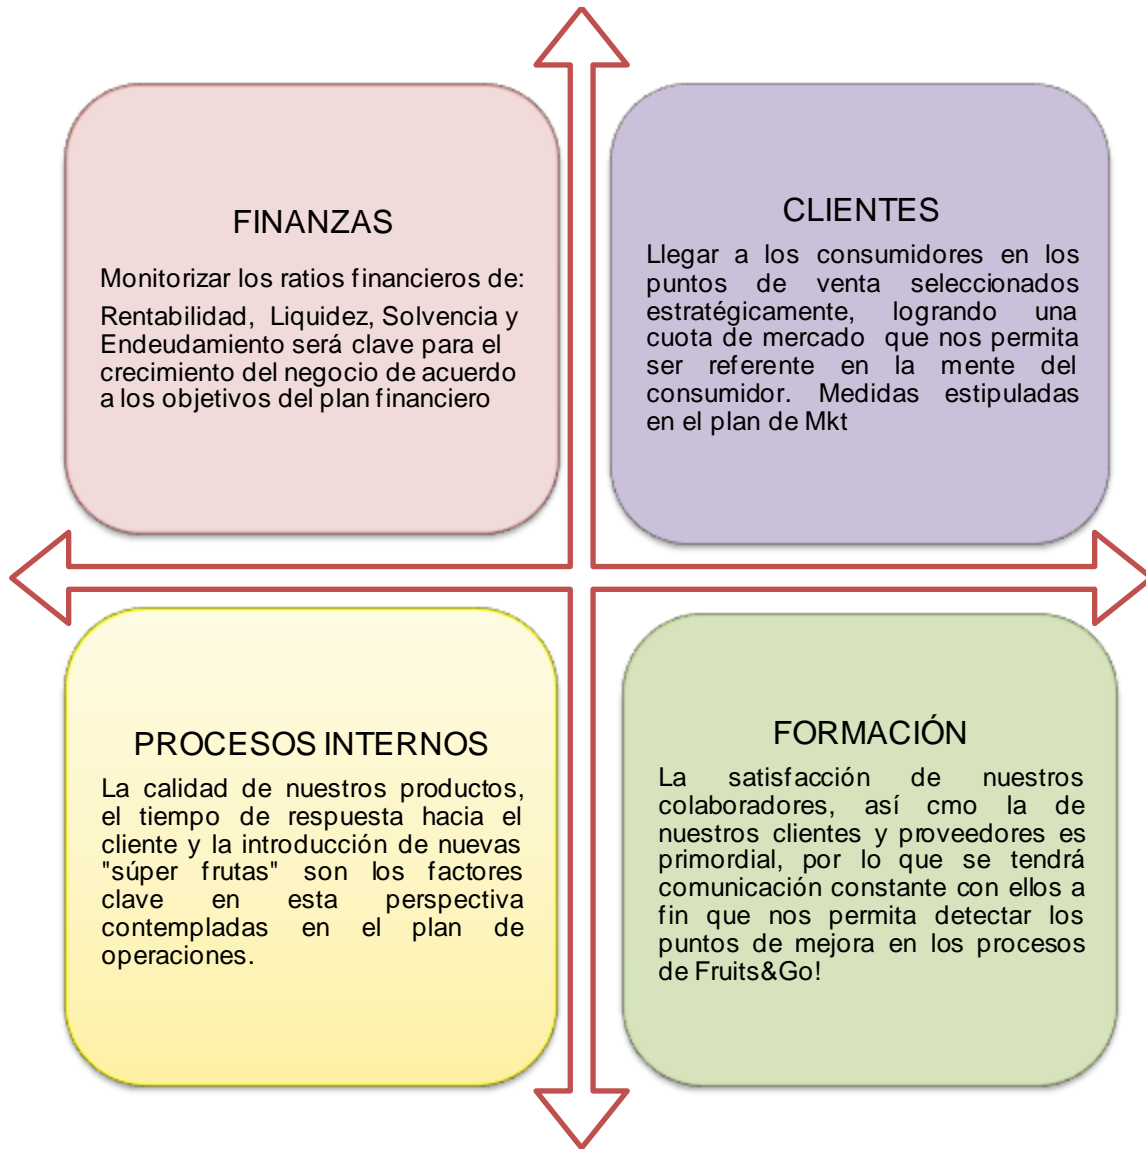 FINANZAS
Monitorizar los ratios financieros de:
Rentabilidad, Liquidez, Solvencia y
Endeudamiento será clave para el
crecimiento del negocio de acuerdo
a los objetivos del plan financiero
CLIENTES
Llegar a los consumidores en los
puntos de venta seleccionados
estratégicamente, logrando una
cuota de mercado que nos permita
ser referente en la mente del
consumidor. Medidas estipuladas
en el plan de Mkt
PROCESOS INTERNOS
La calidad de nuestros productos,
el tiempo de respuesta hacia el
cliente y la introducción de nuevas
"súper frutas" son los factores
clave en esta perspectiva
contempladas en el plan de
operaciones.
FORMACIÓN
La satisfacción de nuestros
colaboradores, así cmo la de
nuestros clientes y proveedores es
primordial, por lo que se tendrá
comunicación constante con ellos a
fin que nos permita detectar los
puntos de mejora en los procesos
de Fruits&Go!